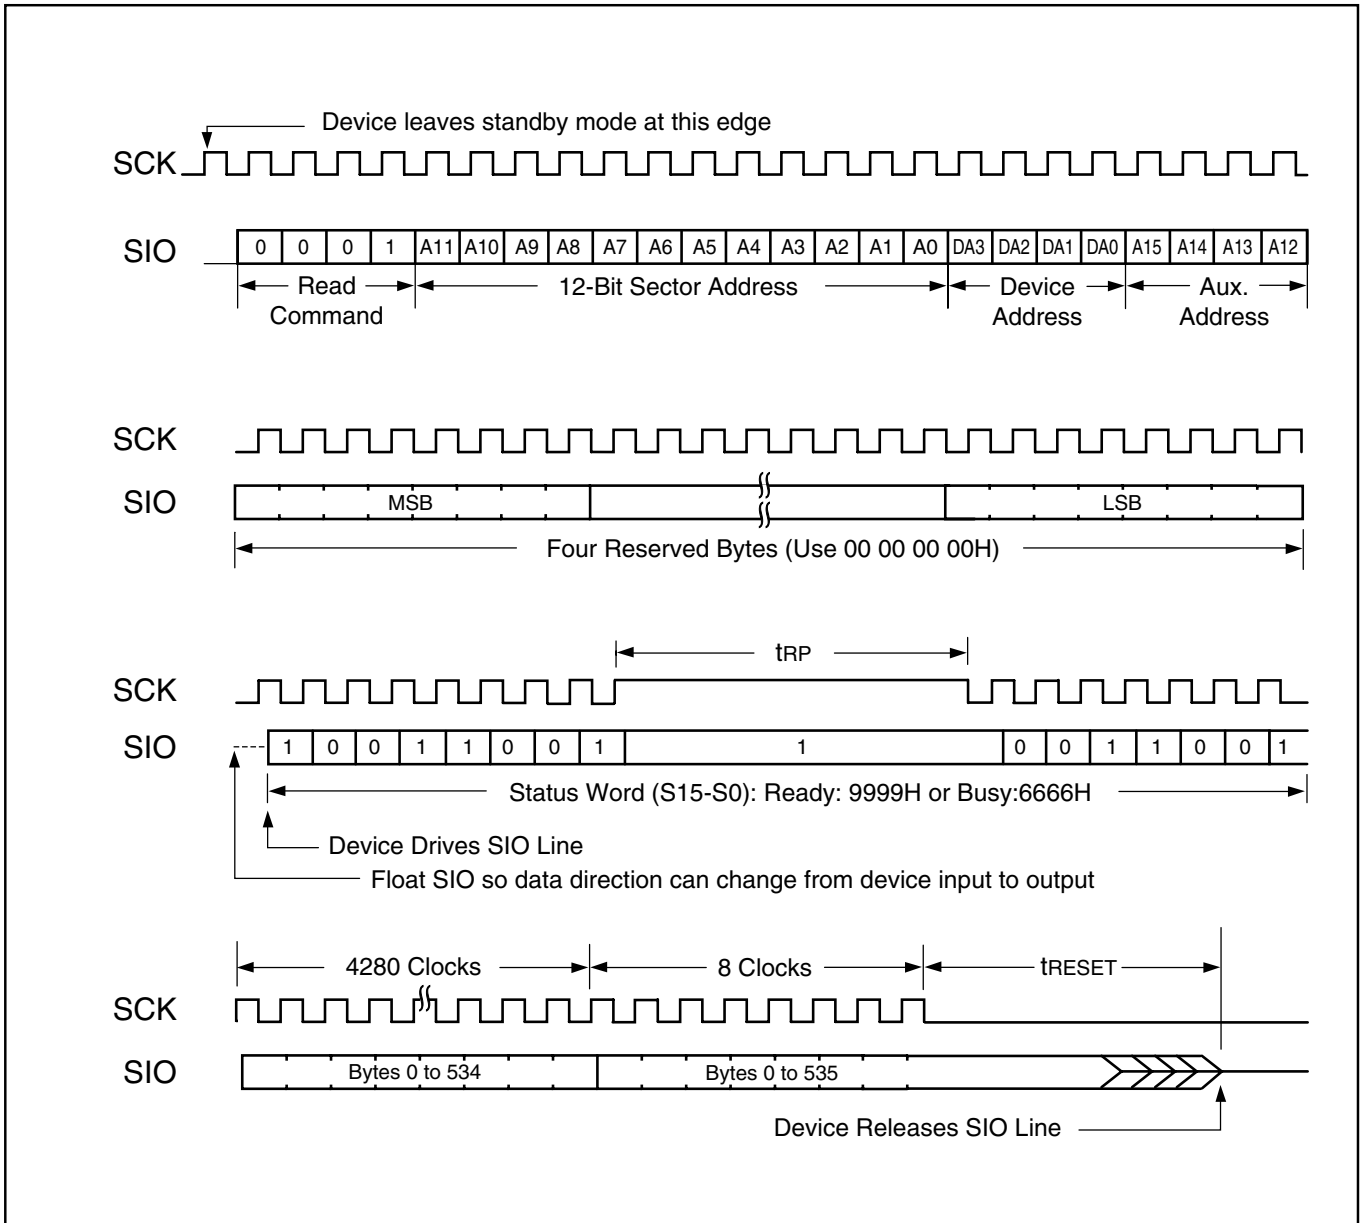 Device leaves standby mode at this edge
SCK
SIO
0 0 0 1 A11 A10 A9 A8 A7 A6 A5 A4 A3 A2 A1 A0 DA3 DA2 DA1 DA0 A15 A14 A13 A12
Read Command
12-Bit Sector Address
Device Address
Aux. Address
SCK
SIO
MSB
LSB
Four Reserved Bytes (Use 00 00 00 00H)
tRP
SCK
SIO
1 0 0 1 1 0 0 1 1 0 0 1 1 0 0 1
Status Word (S15-S0): Ready: 9999H or Busy:6666H
Device Drives SIO Line
Float SIO so data direction can change from device input to output
4280 Clocks
8 Clocks
tRESET
SCK
SIO
Bytes 0 to 534
Bytes 0 to 535
Device Releases SIO Line